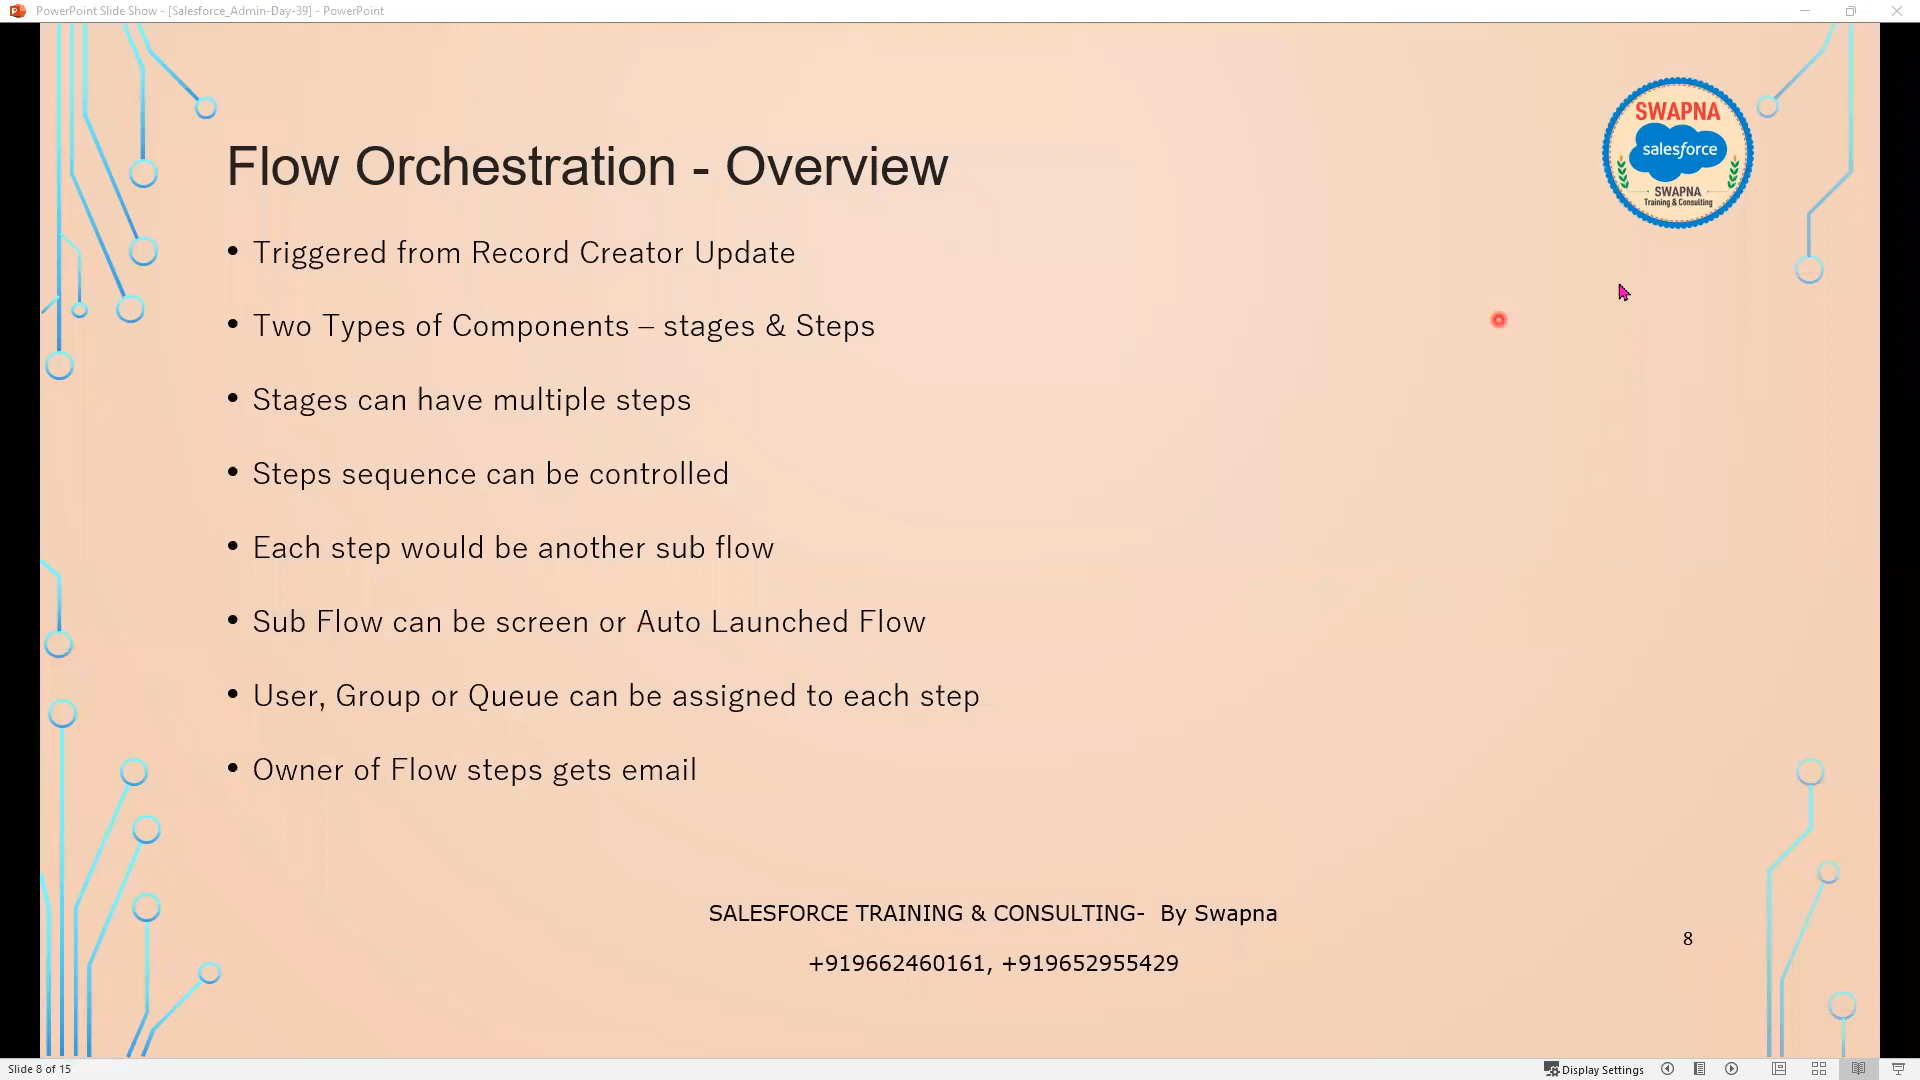 PowerPoint Slide Show - [Salesforce_Admin-Day-39] - PowerPoint
SWAPNA
salesforce
SWAPNA
Training & Consulting
Flow Orchestration - Overview
• Triggered from Record Creator Update
• Two Types of Components – stages & Steps
• Stages can have multiple steps
• Steps sequence can be controlled
• Each step would be another sub flow
• Sub Flow can be screen or Auto Launched Flow
• User, Group or Queue can be assigned to each step
• Owner of Flow steps gets email
SALESFORCE TRAINING & CONSULTING- By Swapna
8
+919662460161, +919652955429
Slide 8 of 15
Display Settings